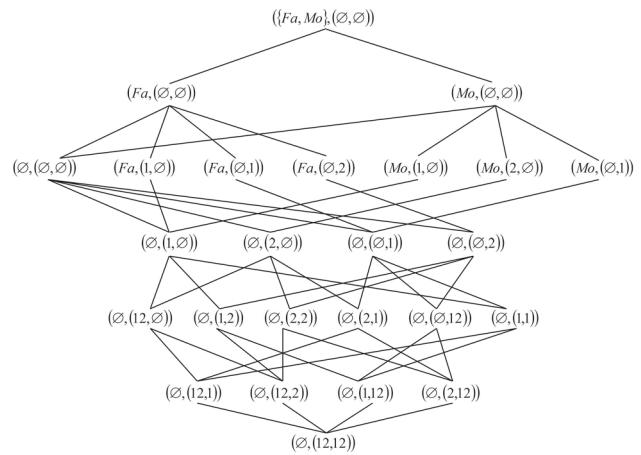 ({Fa, Mo},(∅,∅))
(Fa,(∅,∅)) (Mo,(∅,∅))
(∅,(∅,∅)) (Fa,(1,∅)) (Fa,(∅,1)) (Fa,(∅,2)) (Mo,(1,∅)) (Mo,(2,∅)) (Mo,(∅,1))
(∅,(1,∅)) (∅,(2,∅)) (∅,(∅,1)) (∅,(∅,2))
(∅,(12,∅)) (∅,(1,2)) (∅,(2,2)) (∅,(2,1)) (∅,(∅,12)) (∅,(1,1))
(∅,(12,1)) (∅,(12,2)) (∅,(1,12)) (∅,(2,12))
(∅,(12,12))